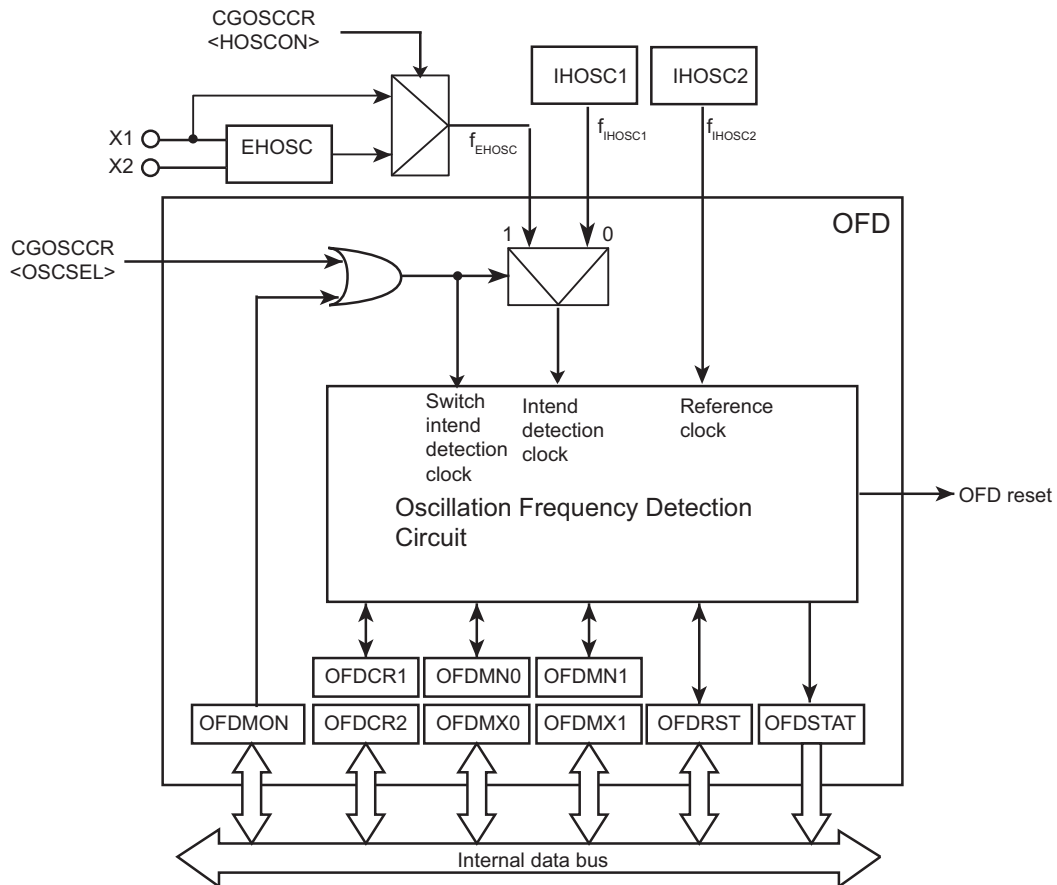 CGOSCCR
<HOSCON>
IHOSC1
IHOSC2
X1
X2
EHOSC
fEHOSC
fIHOSC1
fIHOSC2
OFD
CGOSCCR
<OSCSEL>
1
0
Switch
intend
detection
clock
Intend
detection
clock
Reference
clock
Oscillation Frequency Detection
Circuit
OFD reset
OFDCR1
OFDMN0
OFDMN1
OFDMON
OFDCR2
OFDMX0
OFDMX1
OFDRST
OFDSTAT
Internal data bus